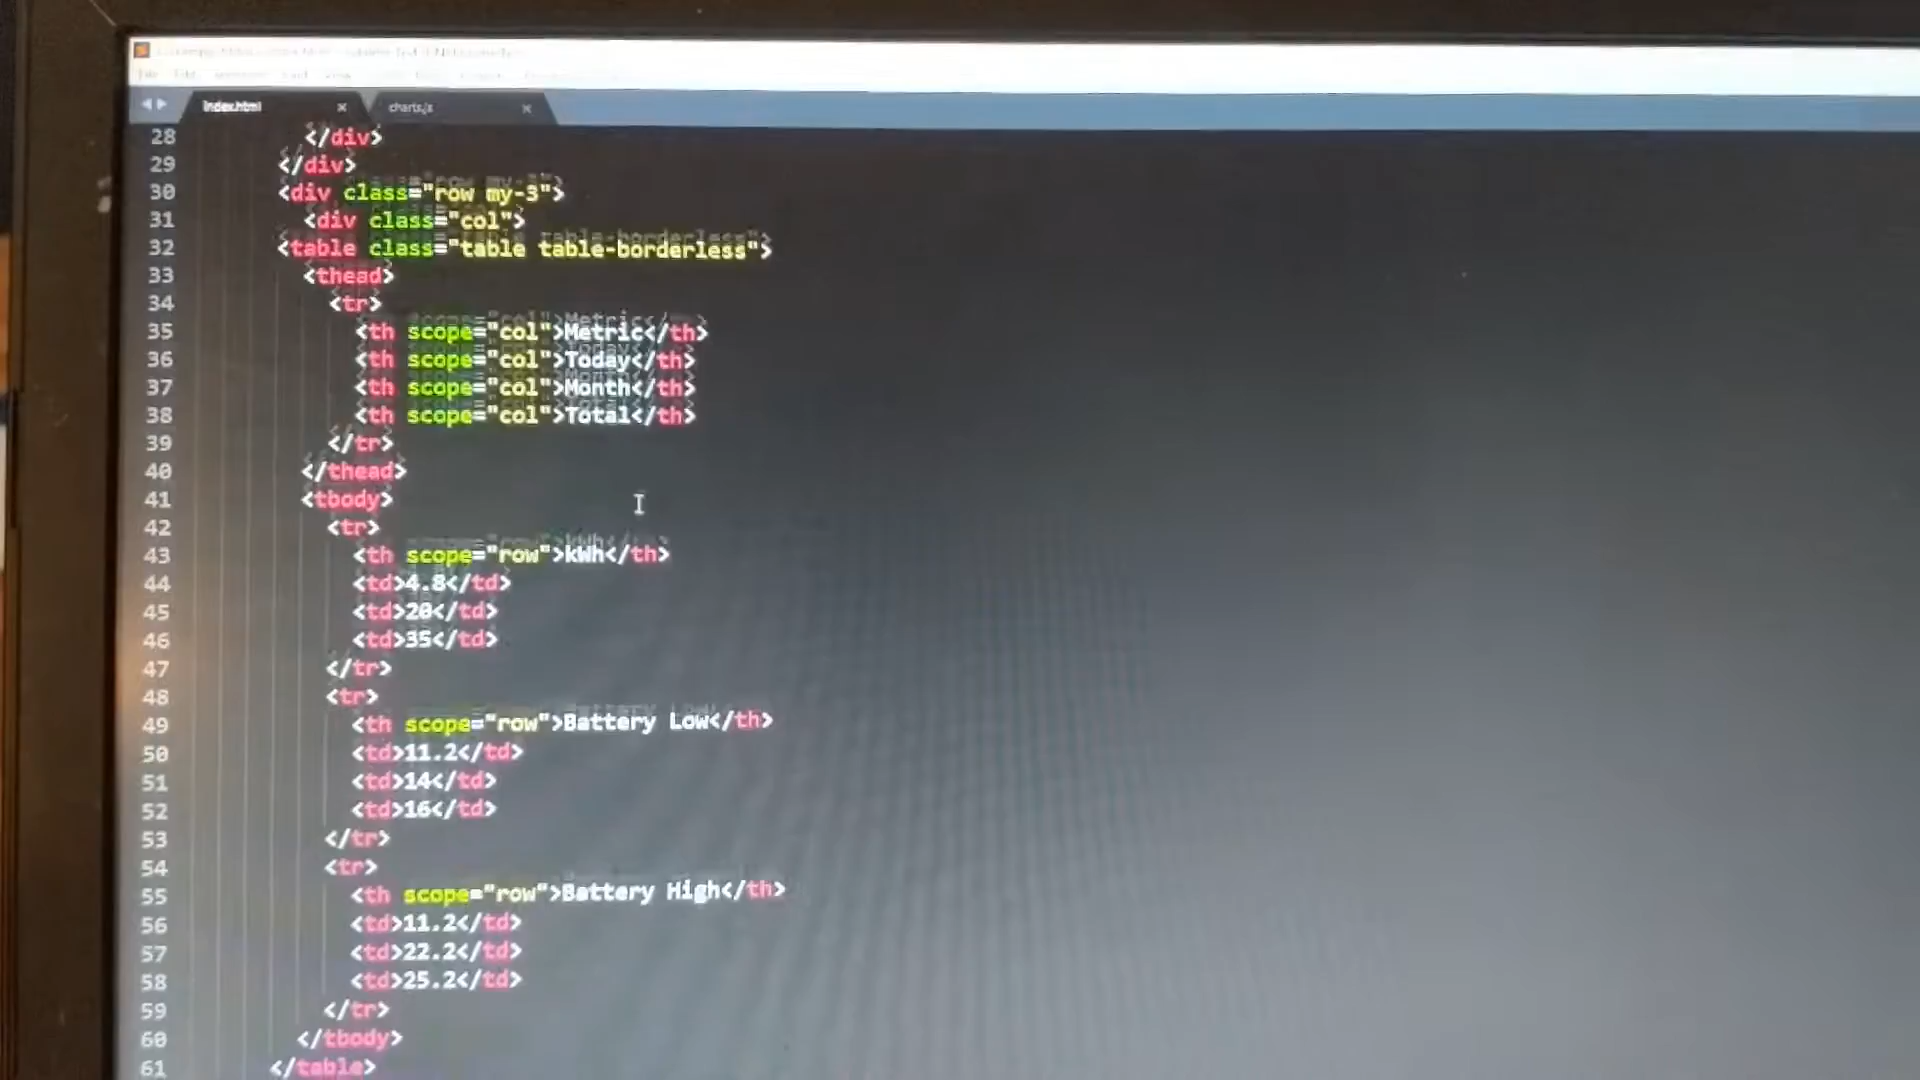 index.html × charts.js ×
28 </div>
29 </div>
30 <div class="row my-3">
31 <div class="col">
32 <table class="table table-borderless">
33 <thead>
34 <tr>
35 <th scope="col">Metric</th>
36 <th scope="col">Today</th>
37 <th scope="col">Month</th>
38 <th scope="col">Total</th>
39 </tr>
40 </thead>
41 <tbody>
42 <tr>
43 <th scope="row">kWh</th>
44 <td>4.8</td>
45 <td>20</td>
46 <td>35</td>
47 </tr>
48 <tr>
49 <th scope="row">Battery Low</th>
50 <td>11.2</td>
51 <td>14</td>
52 <td>16</td>
53 </tr>
54 <tr>
55 <th scope="row">Battery High</th>
56 <td>11.2</td>
57 <td>22.2</td>
58 <td>25.2</td>
59 </tr>
60 </tbody>
61 </table>